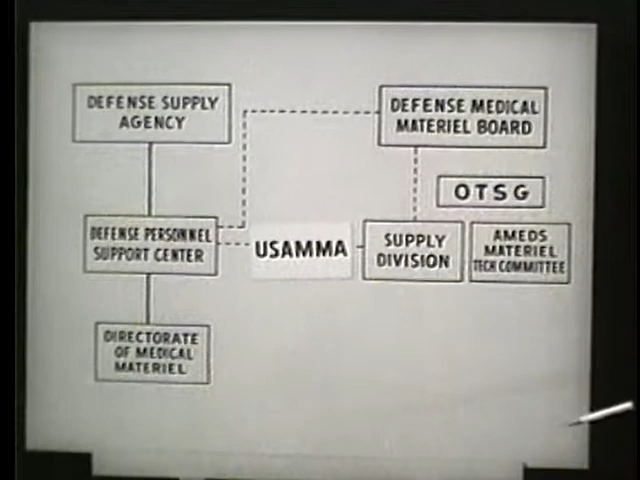 DEFENSE SUPPLY
AGENCY
DEFENSE MEDICAL
MATERIEL BOARD
OTSG
DEFENSE PERSONNEL
SUPPORT CENTER
USAMMA
SUPPLY
DIVISION
AMEDS
MATERIEL
TECH COMMITTEE
DIRECTORATE
OF MEDICAL
MATERIEL